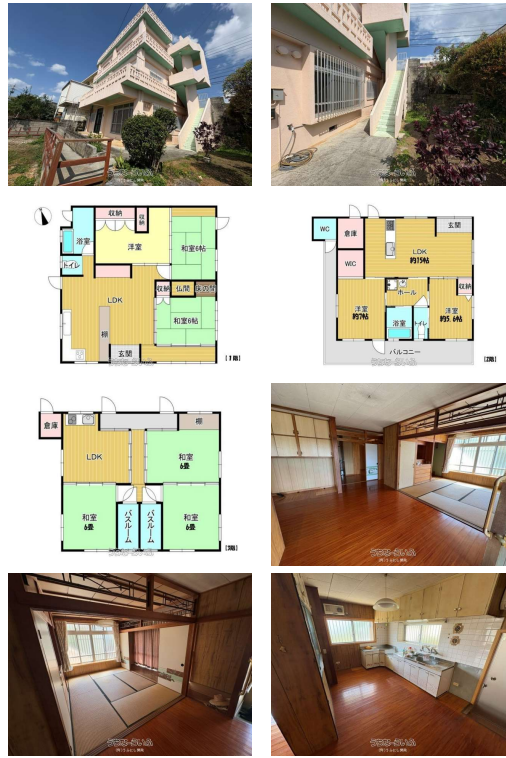 収納
収納
浴室
洋室
和室6帖
トイレ
LDK
収納
仏間
床の間
棚
和室6帖
玄関
[1階]
WC
倉庫
玄関
LDK
約15帖
WIC
ホール
収納
洋室
約7帖
浴室
トイレ
洋室
約5.6帖
バルコニー
[2階]
倉庫
棚
LDK
和室
6畳
和室
6畳
バスルーム
バスルーム
和室
6畳
[3階]